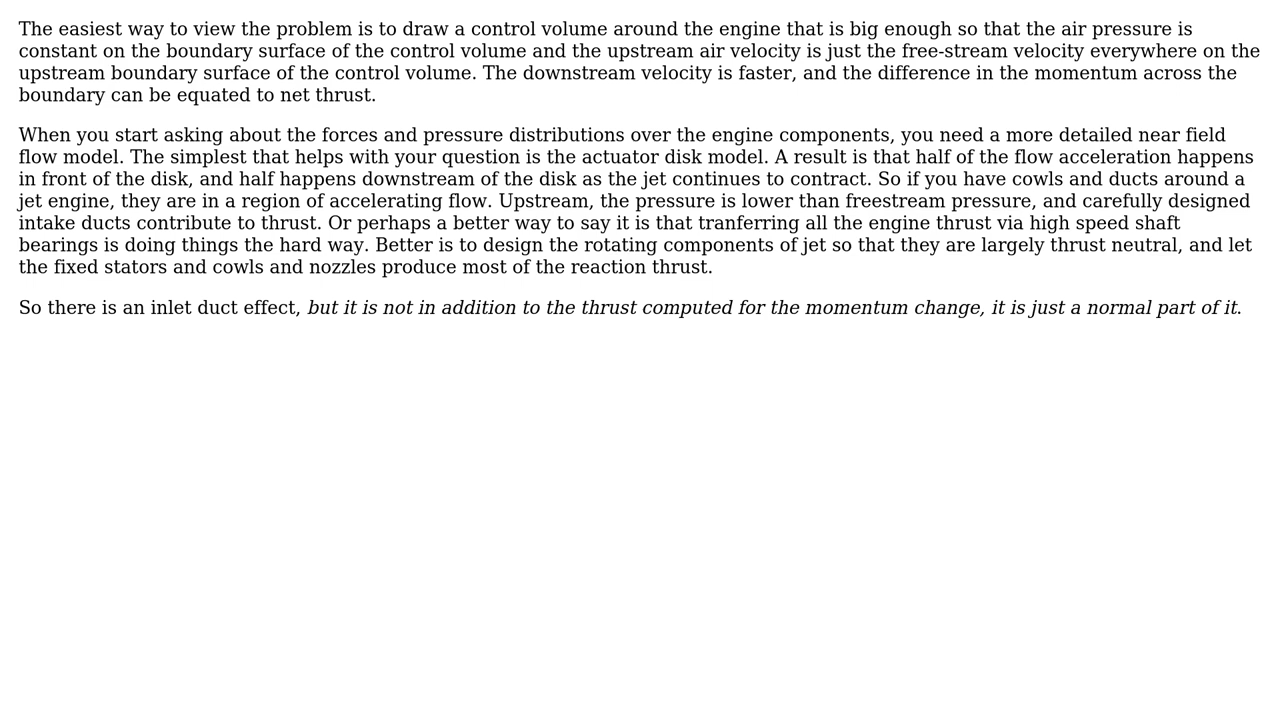 The easiest way to view the problem is to draw a control volume around the engine that is big enough so that the air pressure is
constant on the boundary surface of the control volume and the upstream air velocity is just the free-stream velocity everywhere on the
upstream boundary surface of the control volume. The downstream velocity is faster, and the difference in the momentum across the
boundary can be equated to net thrust.
When you start asking about the forces and pressure distributions over the engine components, you need a more detailed near field
flow model. The simplest that helps with your question is the actuator disk model. A result is that half of the flow acceleration happens
in front of the disk, and half happens downstream of the disk as the jet continues to contract. So if you have cowls and ducts around a
jet engine, they are in a region of accelerating flow. Upstream, the pressure is lower than freestream pressure, and carefully designed
intake ducts contribute to thrust. Or perhaps a better way to say it is that tranferring all the engine thrust via high speed shaft
bearings is doing things the hard way. Better is to design the rotating components of jet so that they are largely thrust neutral, and let
the fixed stators and cowls and nozzles produce most of the reaction thrust.
So there is an inlet duct effect, but it is not in addition to the thrust computed for the momentum change, it is just a normal part of it.